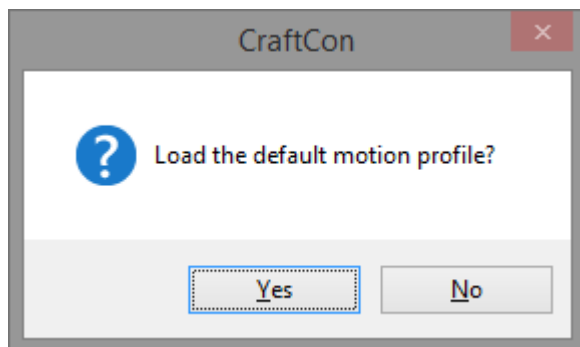 CraftCon
Load the default motion profile?
Yes
No